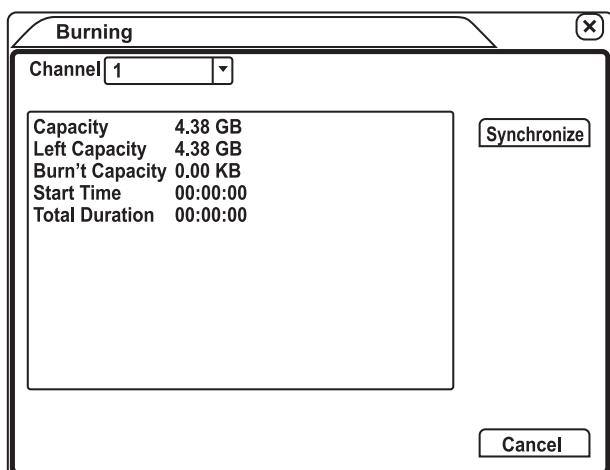 Burning
Channel 1
Capacity 4.38 GB
Left Capacity 4.38 GB
Burn't Capacity 0.00 KB
Start Time 00:00:00
Total Duration 00:00:00
Synchronize
Cancel